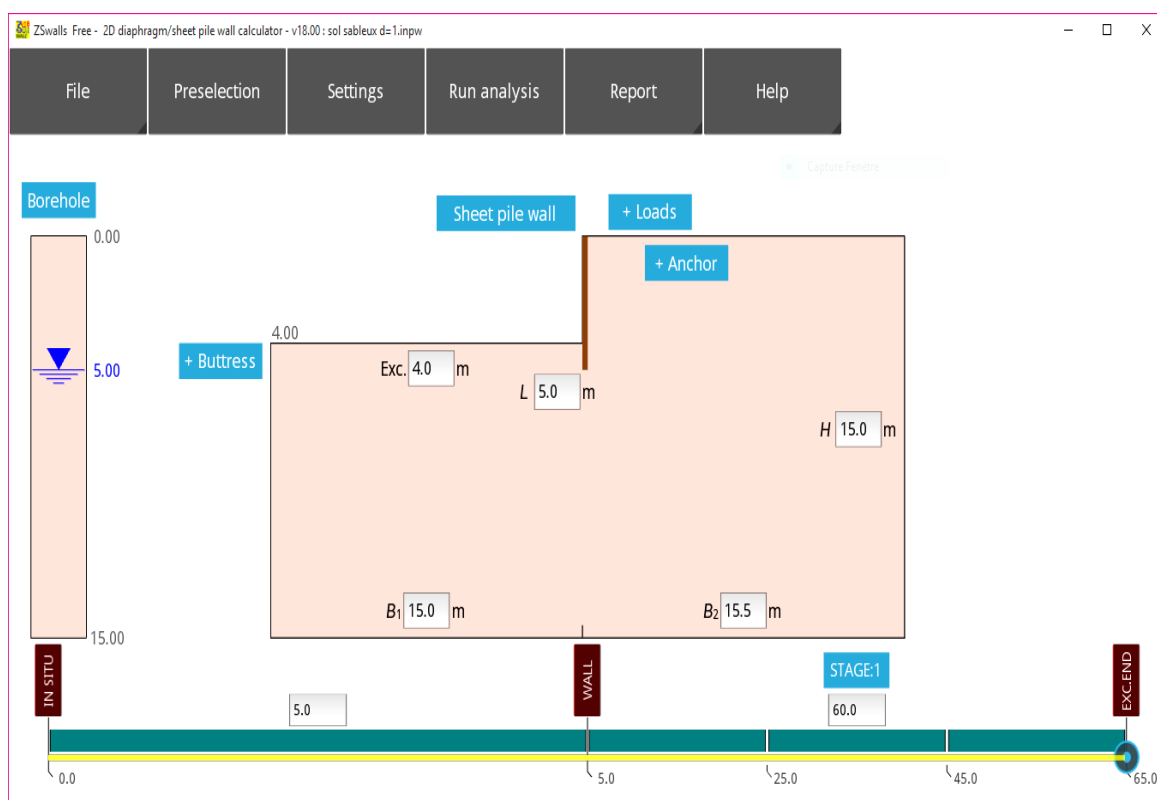 ZSwalls Free - 2D diaphragm/sheet pile wall calculator - v18.00 : sol sableux d=1.inpw
File Preselection Settings Run analysis Report Help
Capture Fenêtre
Borehole
Sheet pile wall
+ Loads
0.00
+ Anchor
4.00
+ Buttress
5.00
Exc. 4.0 m
L 5.0 m
H 15.0 m
B1 15.0 m
B2 15.5 m
15.00
IN SITU
WALL
STAGE:1
EXC.END
5.0
60.0
0.0 5.0 25.0 45.0 65.0